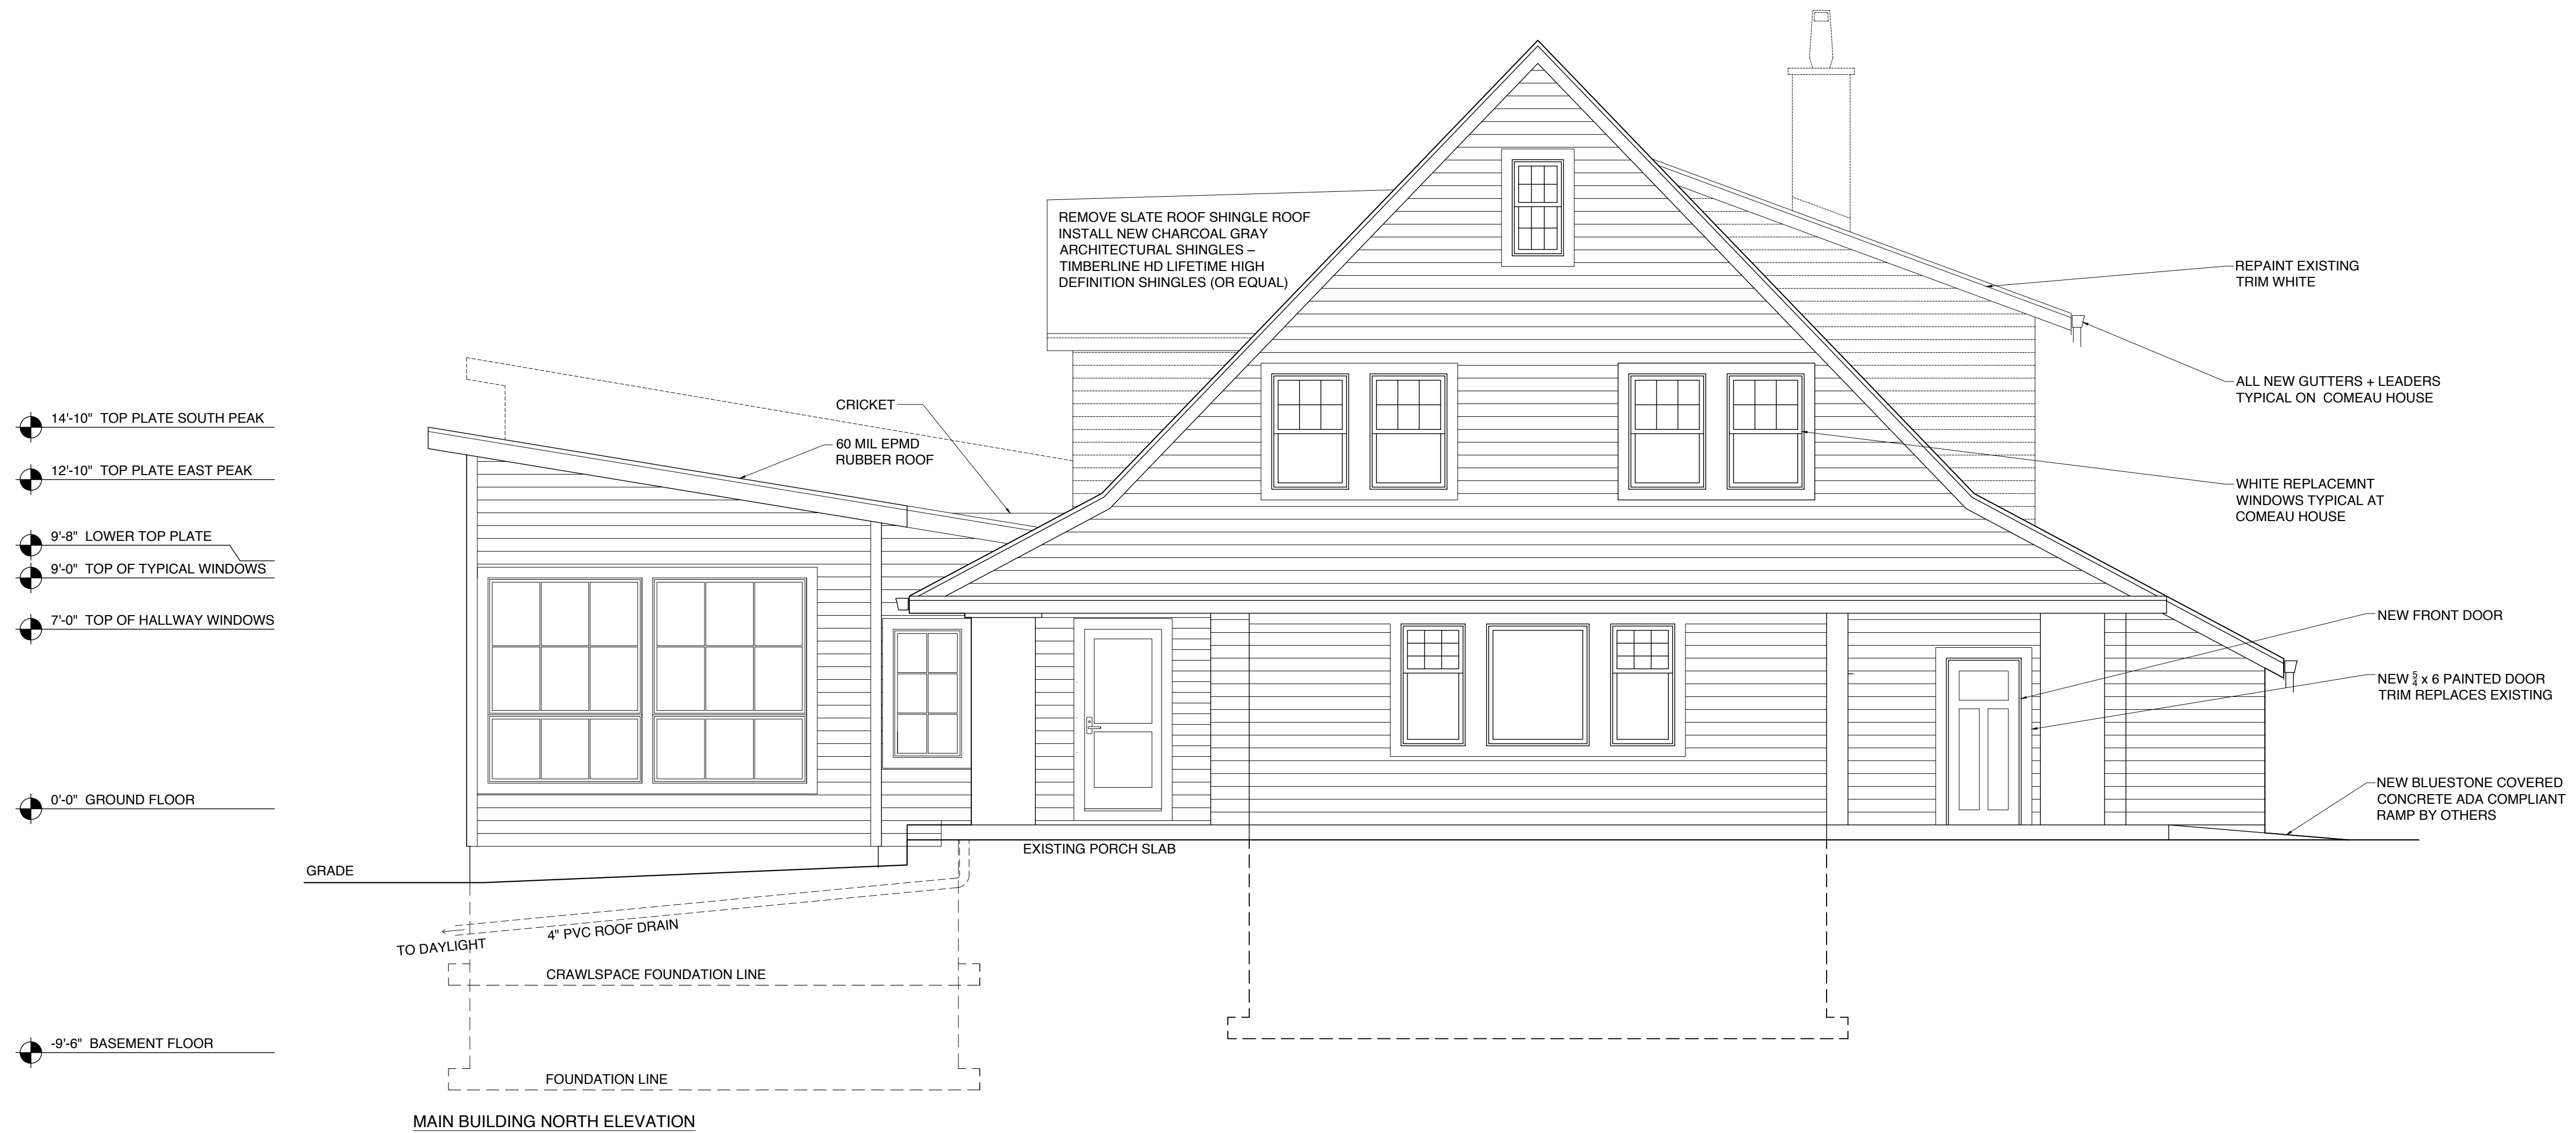 REMOVE SLATE ROOF SHINGLE ROOF
INSTALL NEW CHARCOAL GRAY
ARCHITECTURAL SHINGLES –
TIMBERLINE HD LIFETIME HIGH
DEFINITION SHINGLES (OR EQUAL)
REPAINT EXISTING
TRIM WHITE
ALL NEW GUTTERS + LEADERS
TYPICAL ON COMEAU HOUSE
CRICKET
60 MIL EPMD
RUBBER ROOF
14'-10" TOP PLATE SOUTH PEAK
12'-10" TOP PLATE EAST PEAK
9'-8" LOWER TOP PLATE
9'-0" TOP OF TYPICAL WINDOWS
7'-0" TOP OF HALLWAY WINDOWS
0'-0" GROUND FLOOR
-9'-6" BASEMENT FLOOR
WHITE REPLACEMNT
WINDOWS TYPICAL AT
COMEAU HOUSE
NEW FRONT DOOR
NEW 5/4 x 6 PAINTED DOOR
TRIM REPLACES EXISTING
NEW BLUESTONE COVERED
CONCRETE ADA COMPLIANT
RAMP BY OTHERS
EXISTING PORCH SLAB
GRADE
4" PVC ROOF DRAIN
TO DAYLIGHT
CRAWLSPACE FOUNDATION LINE
FOUNDATION LINE
MAIN BUILDING NORTH ELEVATION